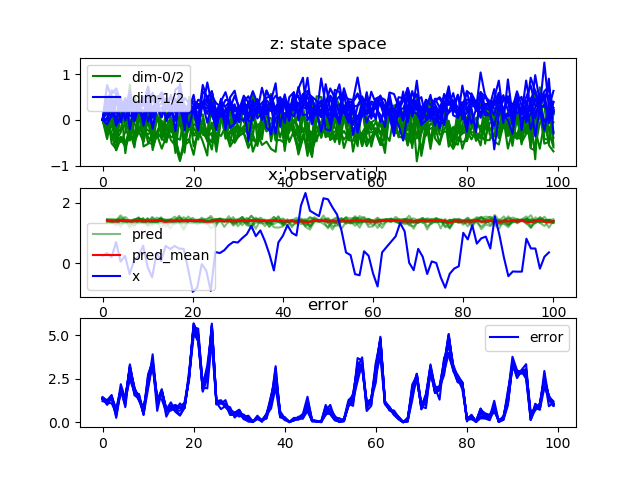 z: state space
1
0
−1
dim-0/2
dim-1/2
0 20 40 60 80 100
x: observation
2
0
pred
pred_mean
x
0 20 40 60 80 100
error
5.0
2.5
0.0
error
0 20 40 60 80 100